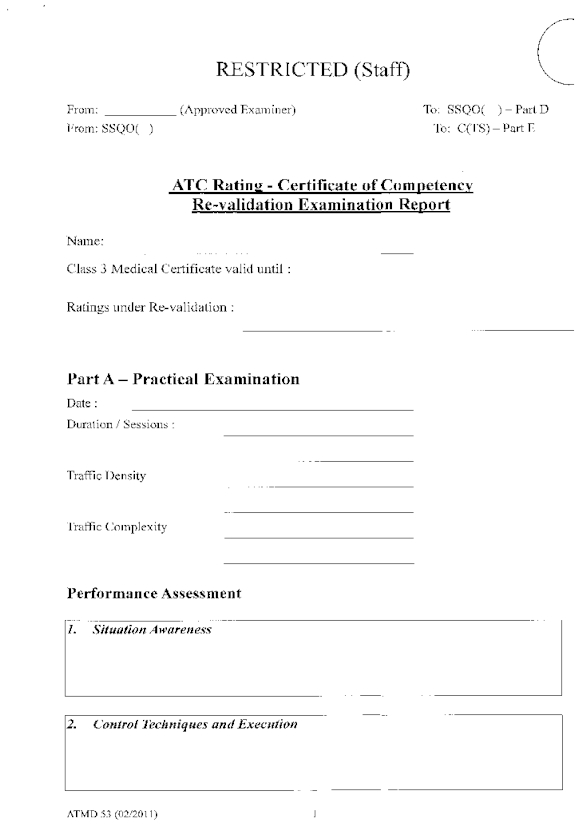 RESTRICTED (Staff)
From: ____________ (Approved Examiner) To: SSQO( ) – Part D
From: SSQO( ) To: C(TS) – Part E
ATC Rating - Certificate of Competency
Re-validation Examination Report
Name:
Class 3 Medical Certificate valid until :
Ratings under Re-validation :
Part A – Practical Examination
Date :
Duration / Sessions :
Traffic Density
Traffic Complexity
Performance Assessment
1. Situation Awareness
2. Control Techniques and Execution
ATMD 53 (02/2011) 1